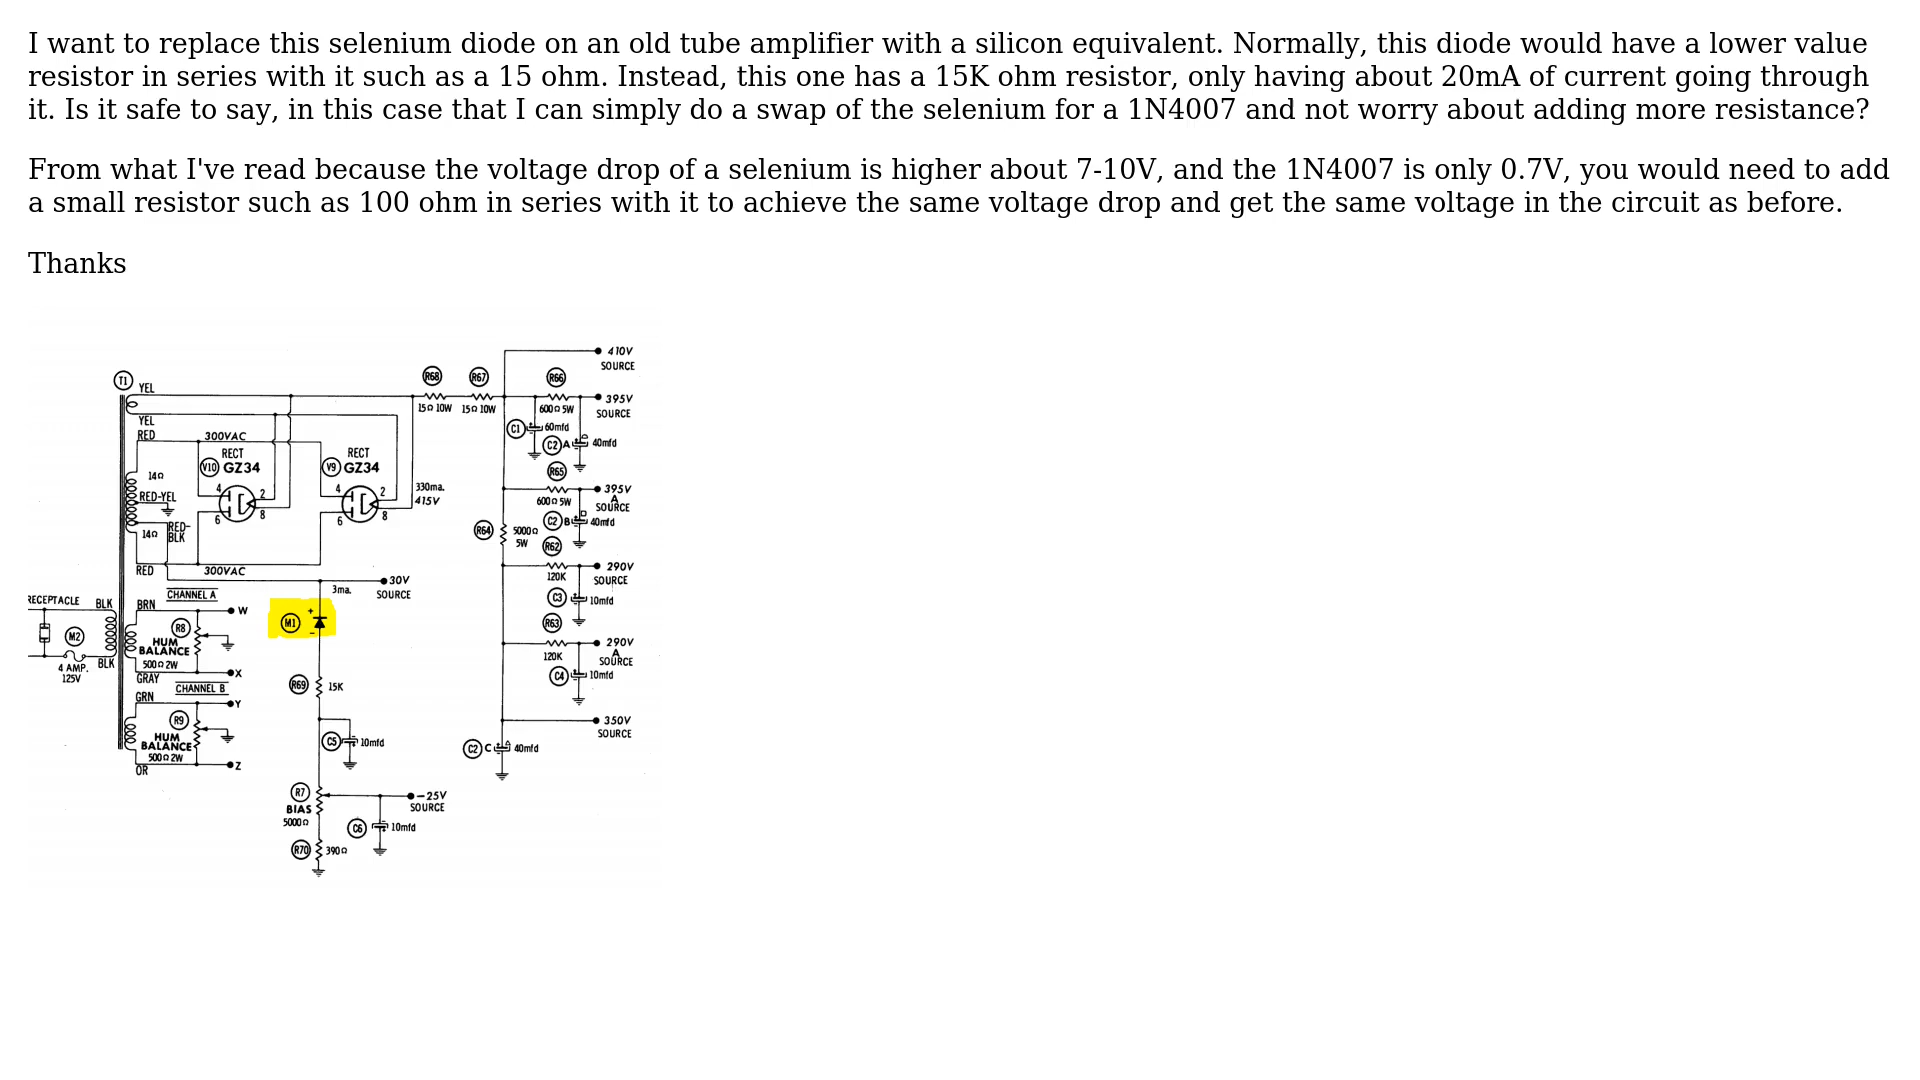 I want to replace this selenium diode on an old tube amplifier with a silicon equivalent. Normally, this diode would have a lower value
resistor in series with it such as a 15 ohm. Instead, this one has a 15K ohm resistor, only having about 20mA of current going through
it. Is it safe to say, in this case that I can simply do a swap of the selenium for a 1N4007 and not worry about adding more resistance?
From what I've read because the voltage drop of a selenium is higher about 7-10V, and the 1N4007 is only 0.7V, you would need to add
a small resistor such as 100 ohm in series with it to achieve the same voltage drop and get the same voltage in the circuit as before.
Thanks
410V
SOURCE
T1
YEL
R68
R67
R66
15Ω 10W
15Ω 10W
600Ω 5W
395V
SOURCE
YEL
RED
300VAC
C1
60mfd
C2 A
40mfd
RECT
V10 GZ34
RECT
V9 GZ34
14Ω
RED-YEL
4
2
6
8
4
2
6
8
330ma.
415V
R65
600Ω 5W
395V
A
SOURCE
C2 B
40mfd
RED-
BLK
14Ω
R64
5000Ω
5W
R62
RED
300VAC
120K
290V
SOURCE
30V
SOURCE
3ma.
C3
10mfd
RECEPTACLE
BLK
BRN
CHANNEL A
W
M1
+
−
R63
R8
HUM
BALANCE
500Ω 2W
M2
4 AMP.
125V
BLK
120K
290V
A
SOURCE
X
GRAY
C4
10mfd
CHANNEL B
GRN
Y
R69
15K
R9
HUM
BALANCE
500Ω 2W
350V
SOURCE
C5
10mfd
C2 C
40mfd
OR
Z
R7
BIAS
5000Ω
−25V
SOURCE
C6
10mfd
R70
390Ω